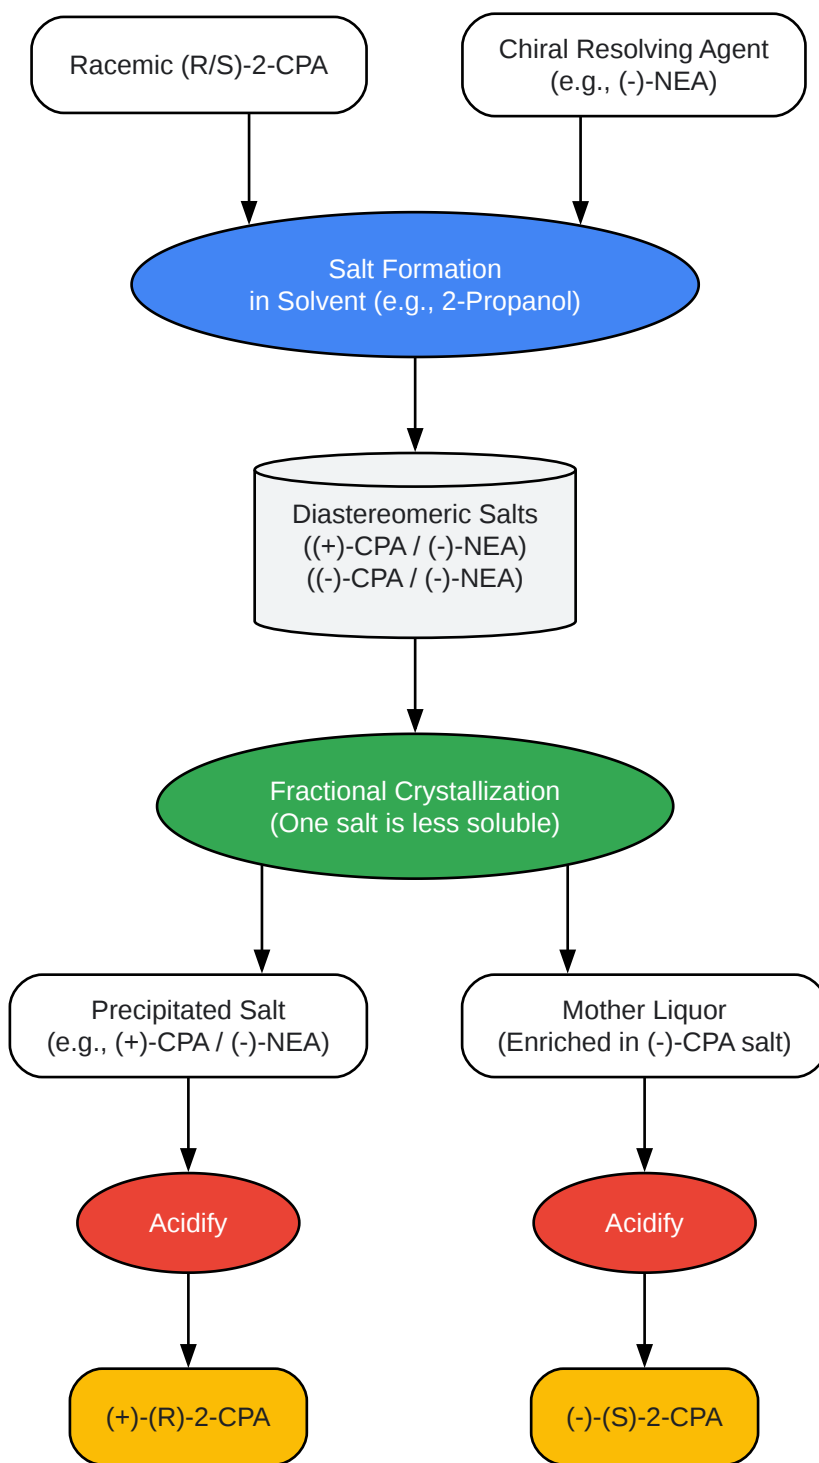 Racemic (R/S)-2-CPA
Chiral Resolving Agent
(e.g., (-)-NEA)
Salt Formation
in Solvent (e.g., 2-Propanol)
Diastereomeric Salts
((+)-CPA / (-)-NEA)
((-)-CPA / (-)-NEA)
Fractional Crystallization
(One salt is less soluble)
Precipitated Salt
(e.g., (+)-CPA / (-)-NEA)
Mother Liquor
(Enriched in (-)-CPA salt)
Acidify
Acidify
(+)-(R)-2-CPA
(-)-(S)-2-CPA